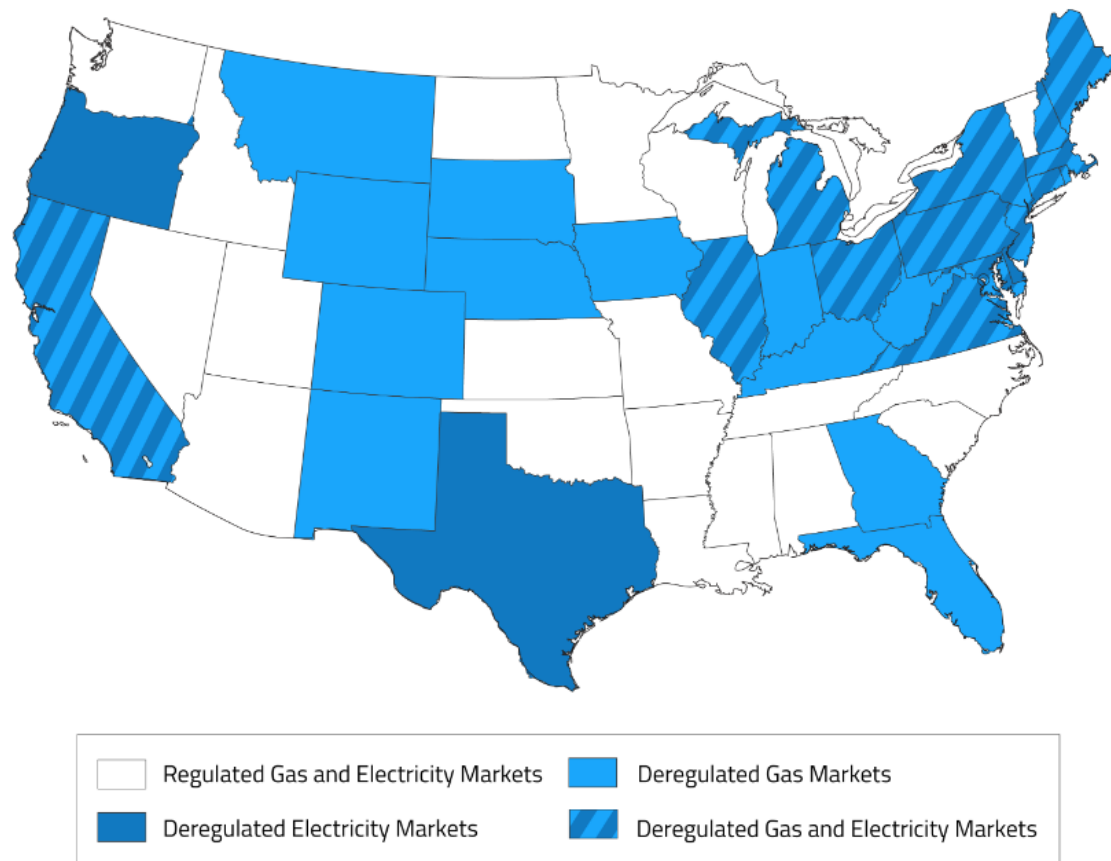 Regulated Gas and Electricity Markets
Deregulated Gas Markets
Deregulated Electricity Markets
Deregulated Gas and Electricity Markets